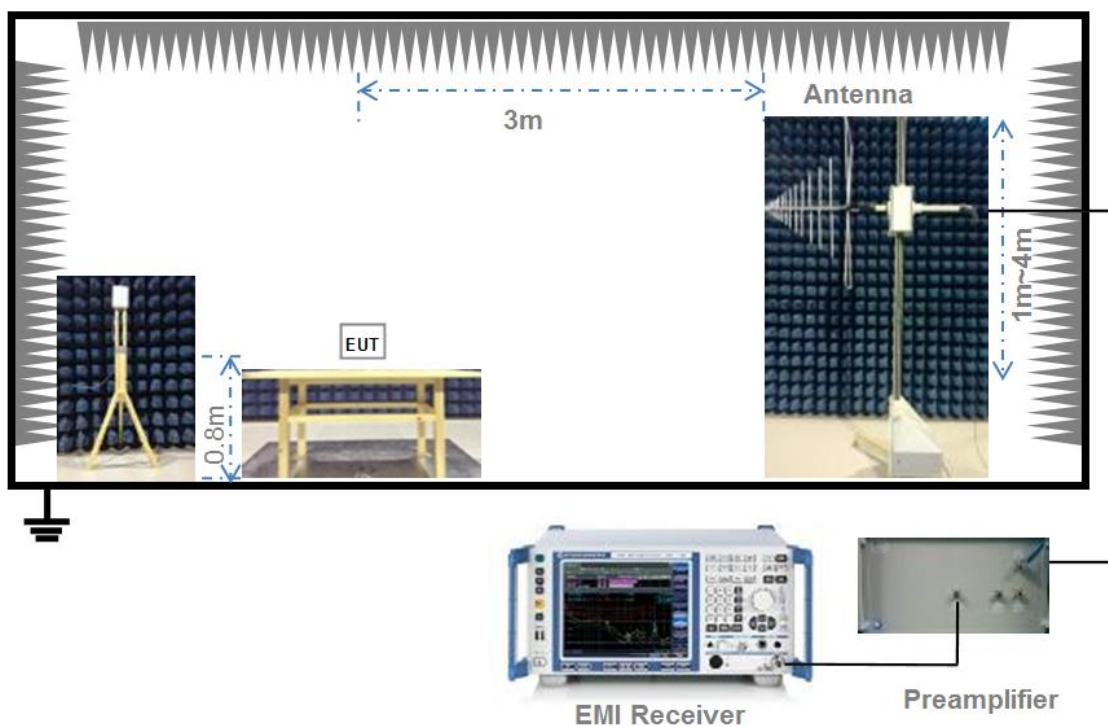 Antenna
3m
1m~4m
EUT
0.8m
EMI Receiver
Preamplifier